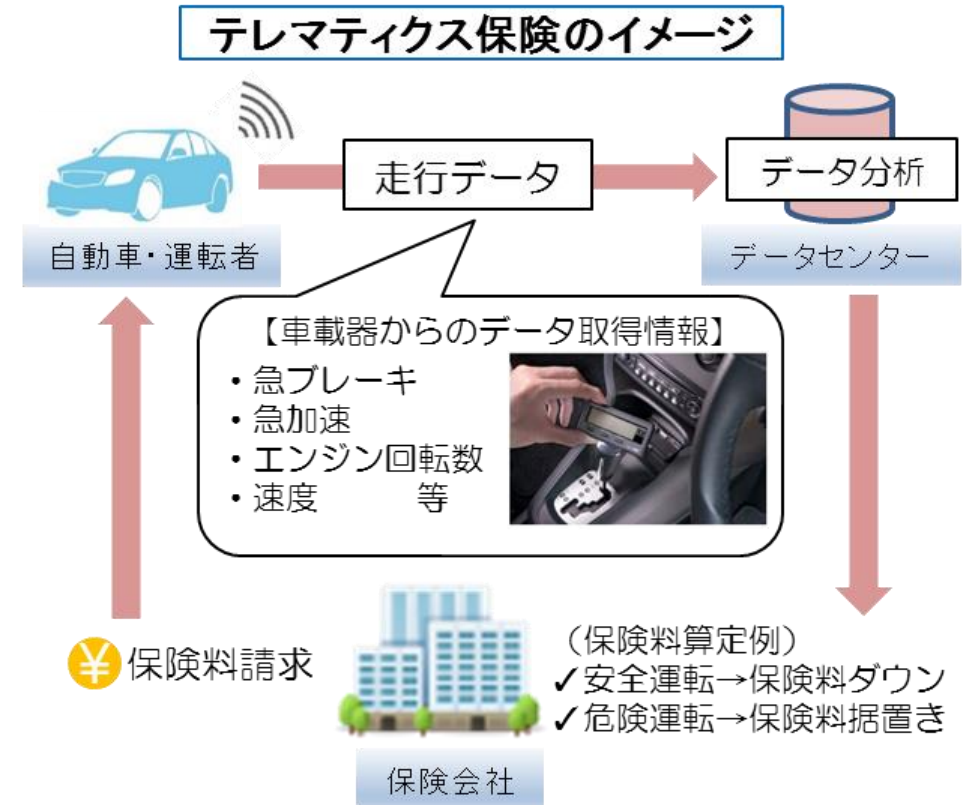 テレマティクス保険のイメージ
走行データ
データ分析
自動車・運転者
データセンター
【車載器からのデータ取得情報】
・急ブレーキ
・急加速
・エンジン回転数
・速度　　　等
¥保険料請求
（保険料算定例）
✓安全運転→保険料ダウン
✓危険運転→保険料据置き
保険会社